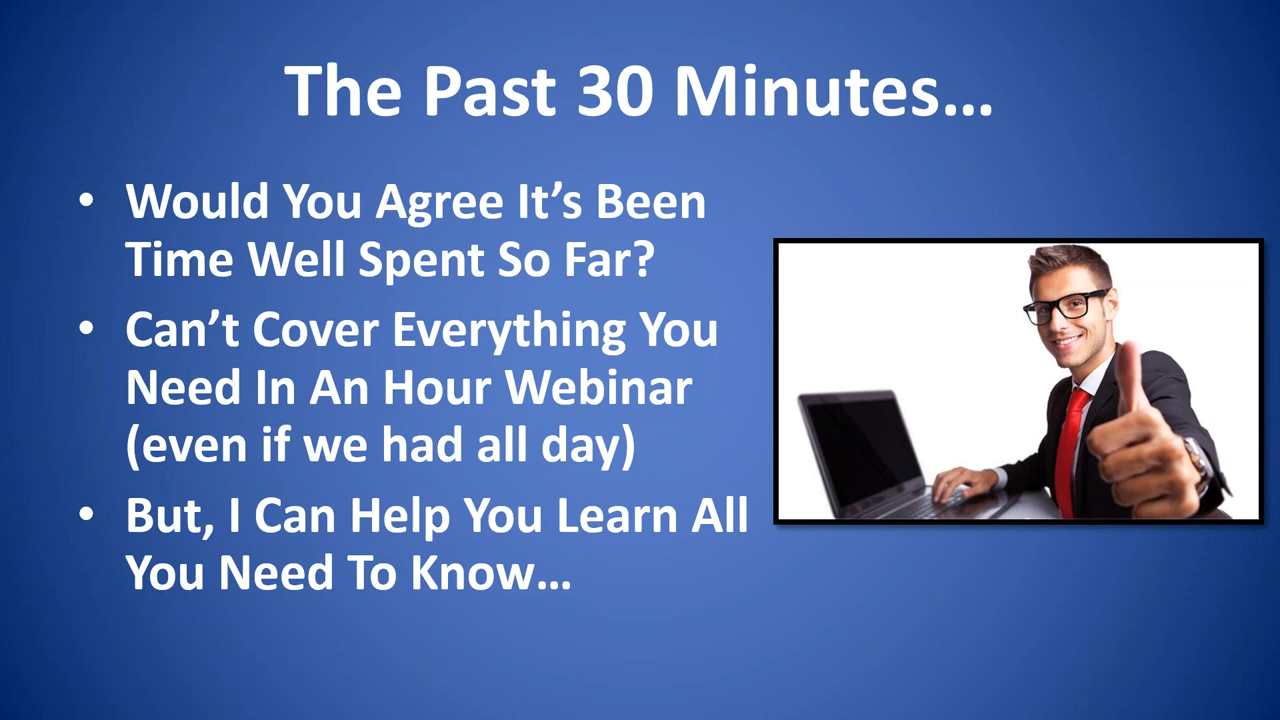 The Past 30 Minutes…
• Would You Agree It’s Been
Time Well Spent So Far?
• Can’t Cover Everything You
Need In An Hour Webinar
(even if we had all day)
• But, I Can Help You Learn All
You Need To Know…